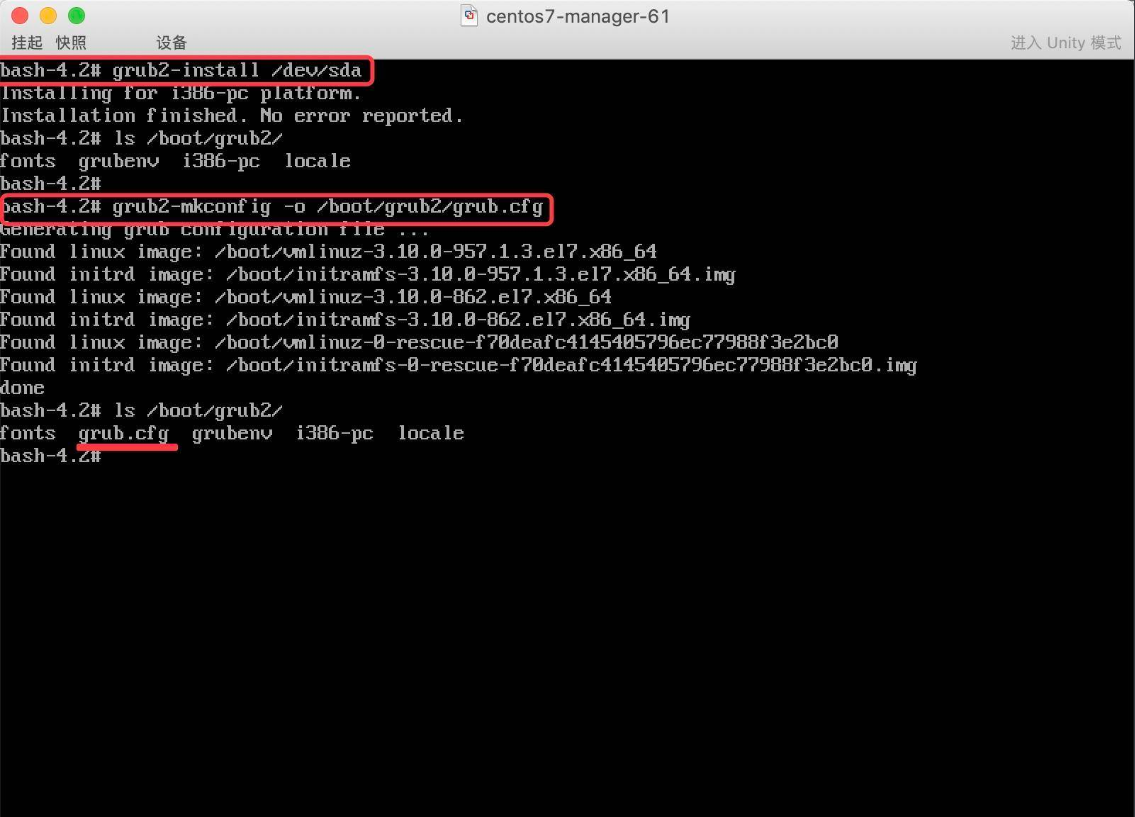 centos7-manager-61
挂起 快照 设备 进入 Unity 模式
bash-4.2# grub2-install /dev/sda
Installing for i386-pc platform.
Installation finished. No error reported.
bash-4.2# ls /boot/grub2/
fonts grubenv i386-pc locale
bash-4.2#
bash-4.2# grub2-mkconfig -o /boot/grub2/grub.cfg
Generating grub configuration file ...
Found linux image: /boot/vmlinuz-3.10.0-957.1.3.el7.x86_64
Found initrd image: /boot/initramfs-3.10.0-957.1.3.el7.x86_64.img
Found linux image: /boot/vmlinuz-3.10.0-862.el7.x86_64
Found initrd image: /boot/initramfs-3.10.0-862.el7.x86_64.img
Found linux image: /boot/vmlinuz-0-rescue-f70deafc4145405796ec77988f3e2bc0
Found initrd image: /boot/initramfs-0-rescue-f70deafc4145405796ec77988f3e2bc0.img
done
bash-4.2# ls /boot/grub2/
fonts grub.cfg grubenv i386-pc locale
bash-4.2#